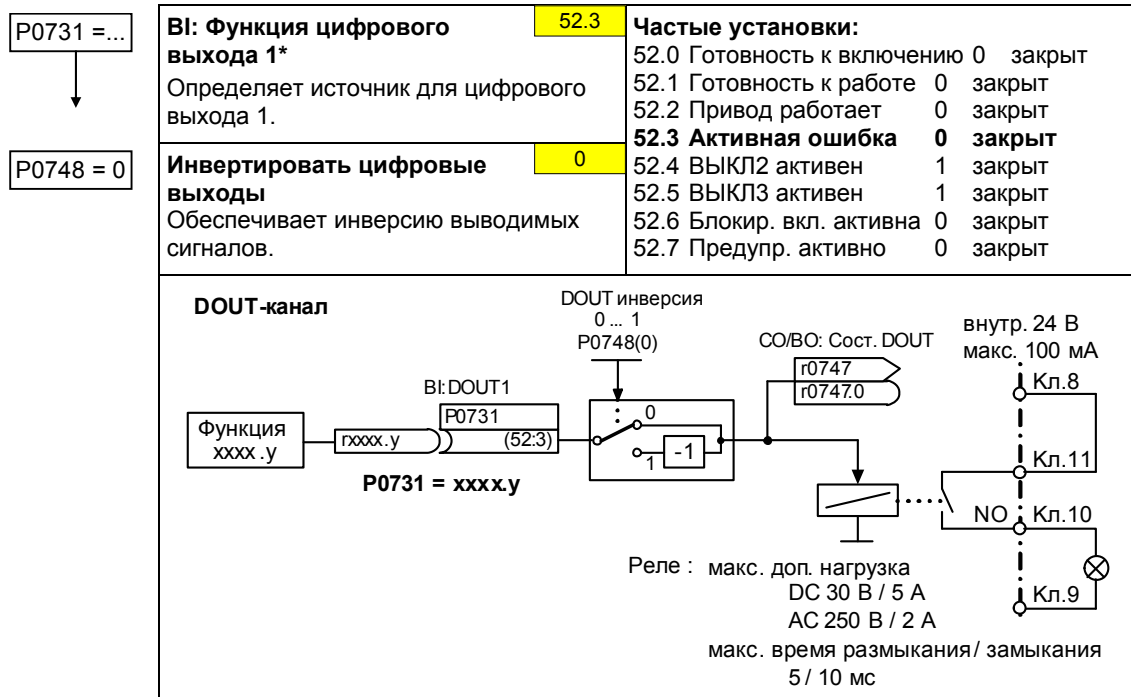 P0731 =...
BI: Функция цифрового
выхода 1*
52.3
Определяет источник для цифрового
выхода 1.
P0748 = 0
Инвертировать цифровые
выходы
0
Обеспечивает инверсию выводимых
сигналов.
Частые установки:
52.0 Готовность к включению 0 закрыт
52.1 Готовность к работе 0 закрыт
52.2 Привод работает 0 закрыт
52.3 Активная ошибка 0 закрыт
52.4 ВЫКЛ2 активен 1 закрыт
52.5 ВЫКЛ3 активен 1 закрыт
52.6 Блокир. вкл. активна 0 закрыт
52.7 Предупр. активно 0 закрыт
DOUT-канал
DOUT инверсия
0 ... 1
P0748(0)
CO/BO: Сост. DOUT
r0747
r0747.0
внутр. 24 В
макс. 100 мА
Кл.8
BI:DOUT1
P0731
(52:3)
Функция
xxxx .y
rxxxx.y
P0731 = xxxx.y
0
1
-1
Кл.11
NO
Кл.10
Кл.9
Реле : макс. доп. нагрузка
DC 30 В / 5 А
AC 250 В / 2 А
макс. время размыкания / замыкания
5 / 10 мс